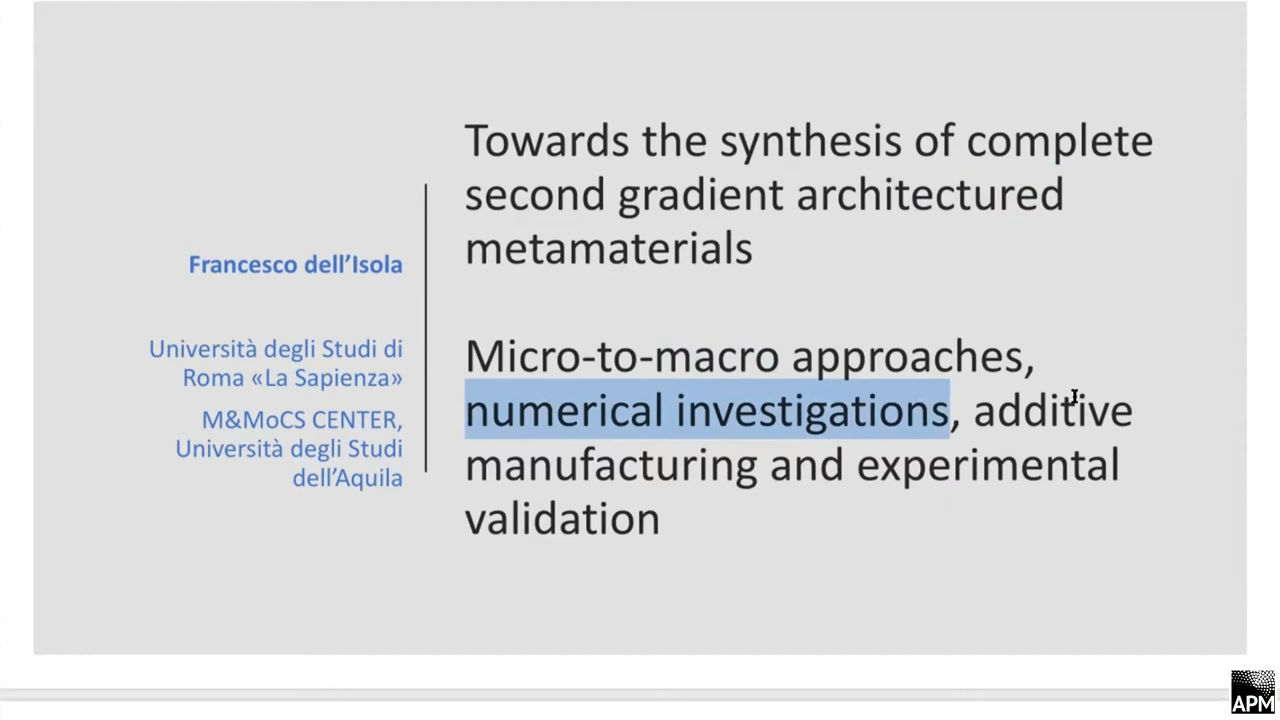 Francesco dell’Isola
Università degli Studi di
Roma «La Sapienza»
M&MoCS CENTER,
Università degli Studi
dell’Aquila
Towards the synthesis of complete
second gradient architectured
metamaterials
Micro-to-macro approaches,
numerical investigations, additive
manufacturing and experimental
validation
APM